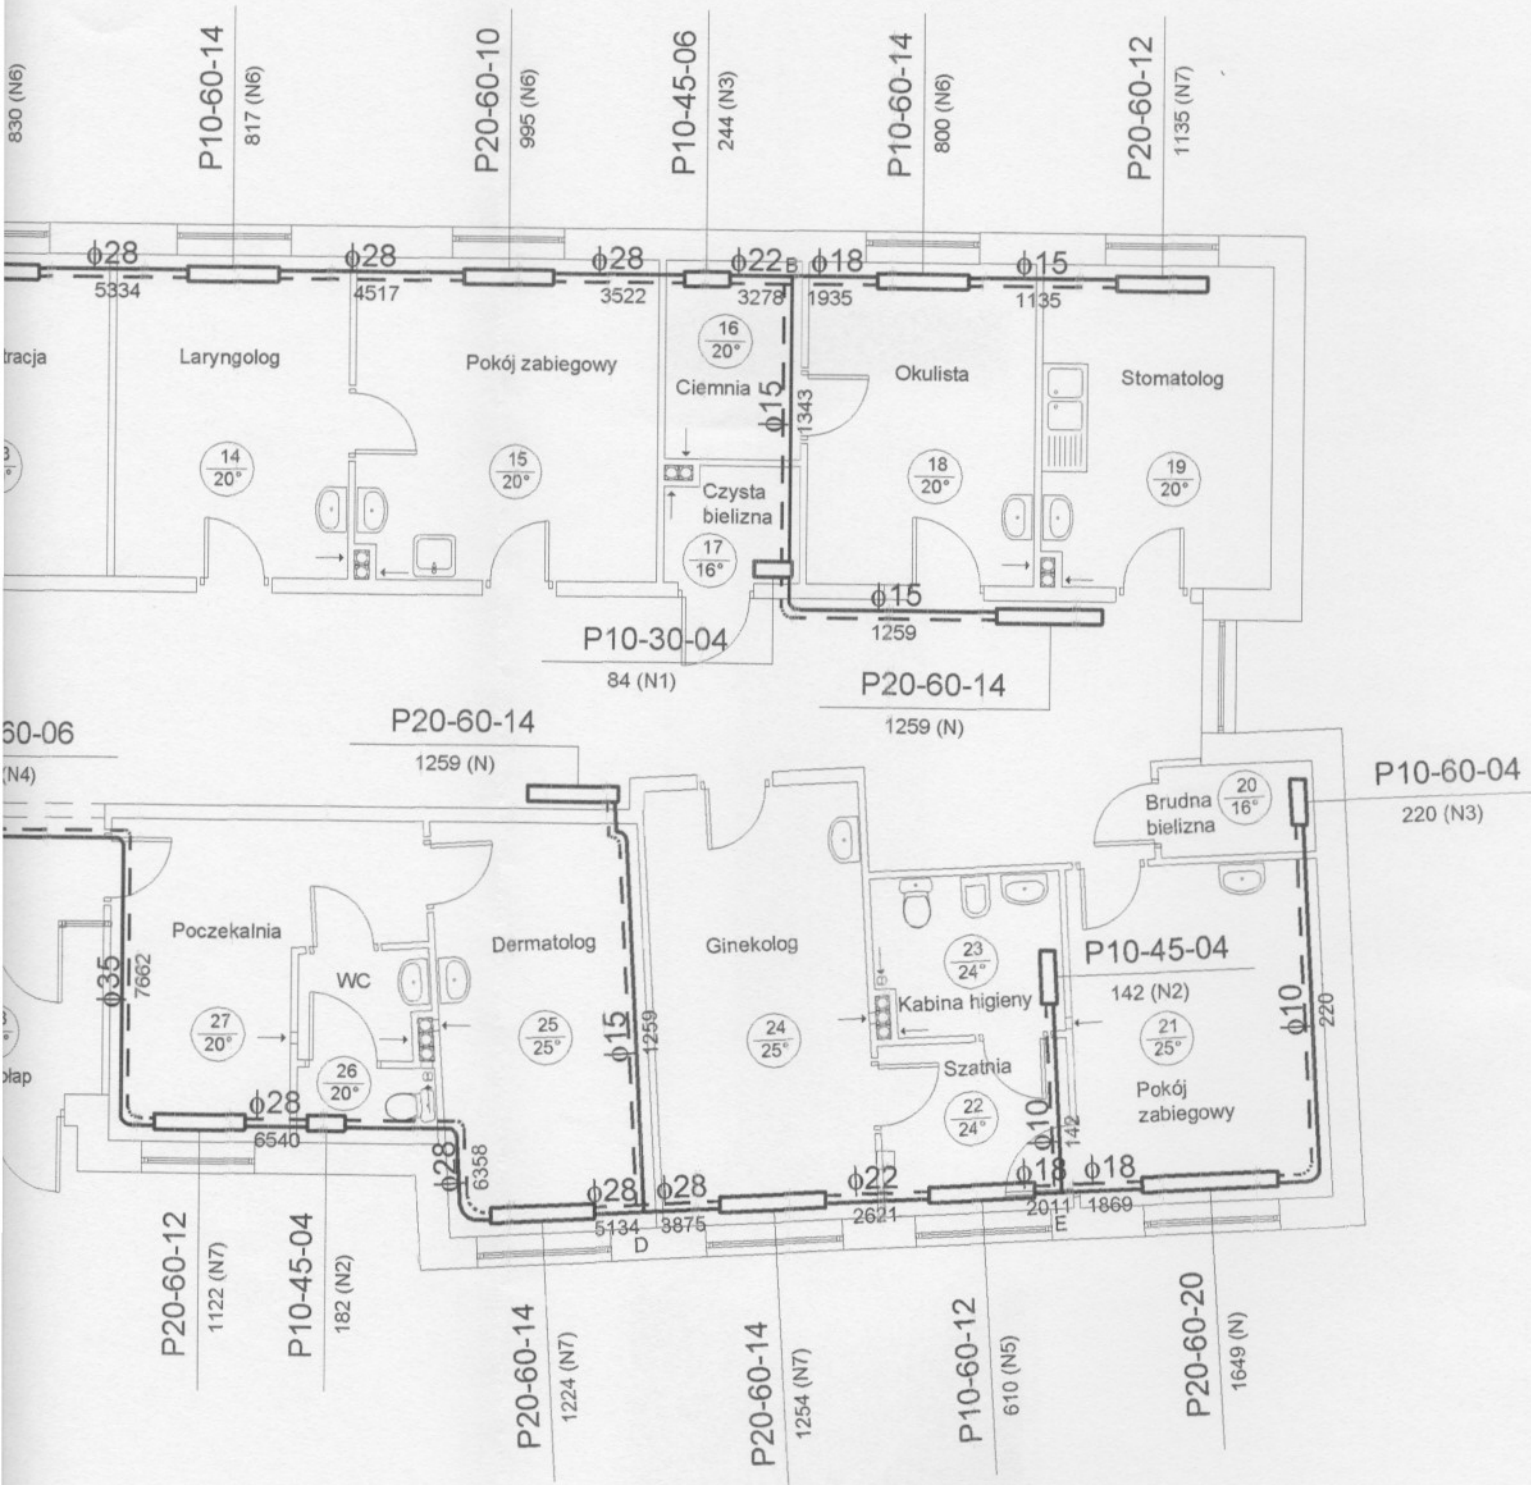 830 (N6)
P10-60-14
817 (N6)
P20-60-10
995 (N6)
P10-45-06
244 (N3)
P10-60-14
800 (N6)
P20-60-12
1135 (N7)
ϕ28
5334
ϕ28
4517
ϕ28
3522
ϕ22
3278
B
ϕ18
1935
ϕ15
1135
tracja
Laryngolog
14
20°
Pokój zabiegowy
15
20°
16
20°
Ciemnia
ϕ15
1343
Czysta
bielizna
17
16°
Okulista
18
20°
Stomatolog
19
20°
ϕ15
1259
P10-30-04
84 (N1)
P20-60-14
1259 (N)
P20-60-14
1259 (N)
60-06
(N4)
P10-60-04
220 (N3)
Brudna
bielizna
20
16°
Poczekalnia
27
20°
ϕ35
7662
WC
26
20°
Dermatolog
25
25°
ϕ15
1259
Ginekolog
24
25°
23
24°
Kabina higieny
P10-45-04
142 (N2)
Szatnia
22
24°
ϕ10
142
21
25°
Pokój
zabiegowy
ϕ10
220
ołap
ϕ28
6540
ϕ28
6358
ϕ28
5134
D
ϕ28
3875
ϕ22
2621
ϕ18
2011
E
ϕ18
1869
P20-60-12
1122 (N7)
P10-45-04
182 (N2)
P20-60-14
1224 (N7)
P20-60-14
1254 (N7)
P10-60-12
610 (N5)
P20-60-20
1649 (N)